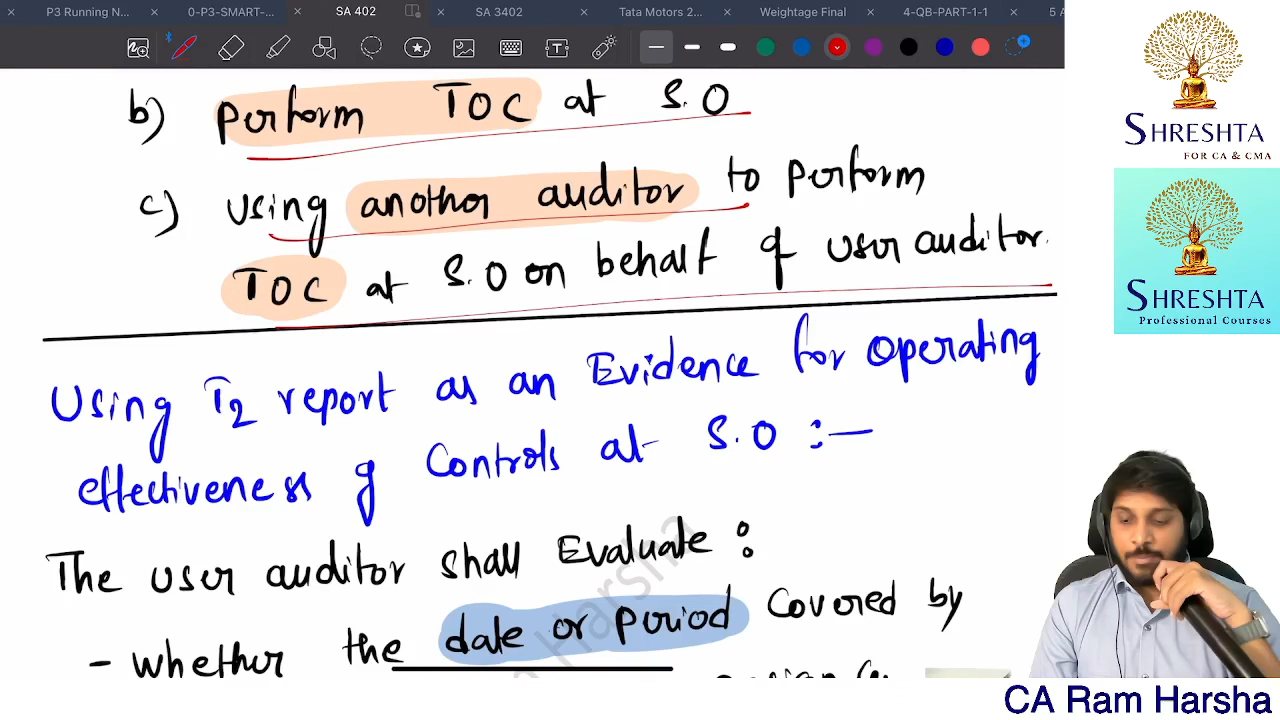 P3 Running N...
0-P3-SMART-...
SA 402
SA 3402
Tata Motors 2...
Weightage Final
4-QB-PART-1-1
5 A
b) perform TOC at S.O
c) using another auditor to perform
TOC at S.O on behalf of user auditor.
Using T2 report as an Evidence for Operating
effectiveness of Controls at S.O :-
The user auditor shall Evaluate :
- Whether the date or period covered by
Harsha
SHRESHTA
FOR CA & CMA
SHRESHTA
Professional Courses
CA Ram Harsha